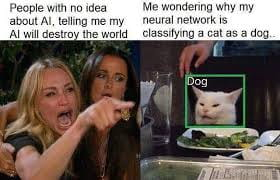 People with no idea
about AI, telling me my
AI will destroy the world
Me wondering why my
neural network is
classifying a cat as a dog..
Dog